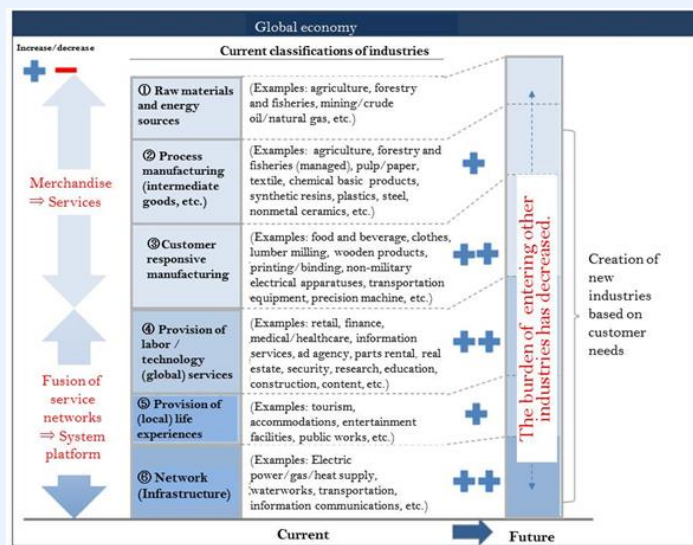 Global economy
Increase/decrease
Current classifications of industries
① Raw materials
and energy
sources
(Examples: agriculture, forestry
and fisheries, mining/crude
oil/natural gas, etc.)
② Process
manufacturing
(intermediate
goods, etc.)
(Examples: agriculture, forestry and
fisheries (managed), pulp/paper,
textile, chemical basic products,
synthetic resins, plastics, steel,
nonmetal ceramics, etc.)
Merchandise
⇒ Services
③ Customer
responsive
manufacturing
(Examples: food and beverage, clothes,
lumber milling, wooden products,
printing/binding, non-military
electrical apparatuses, transportation
equipment, precision machine, etc.)
④ Provision of
labor /
technology
(global) services
(Examples: retail, finance,
medical/healthcare, information
services, ad agency, parts rental, real
estate, security, research, education,
construction, content, etc.)
Fusion of
service
networks
⇒ System
platform
⑤ Provision of
(local) life
experiences
(Examples: tourism,
accommodations, entertainment
facilities, public works, etc.)
⑥ Network
(Infrastructure)
(Examples: Electric
power/gas/heat supply,
waterworks, transportation,
information communications, etc.)
The burden of entering other
industries has decreased.
Creation of
new
industries
based on
customer
needs
Current
Future